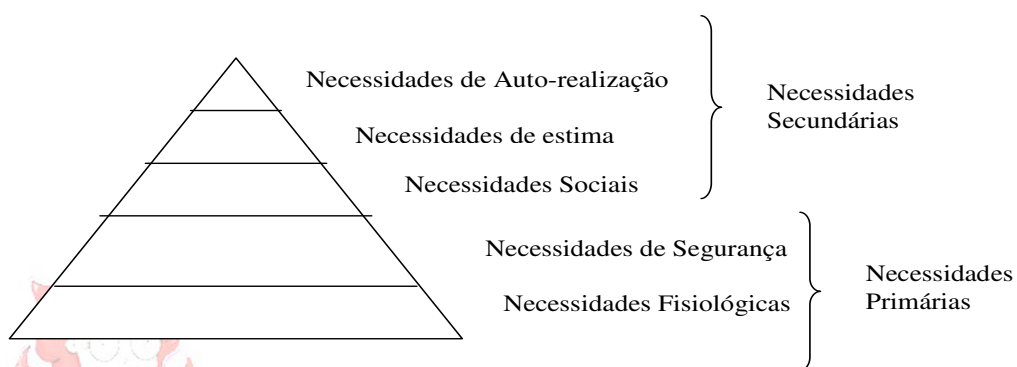 Necessidades de Auto-realização
Necessidades de estima
Necessidades Sociais
Necessidades
Secundárias
Necessidades de Segurança
Necessidades Fisiológicas
Necessidades
Primárias